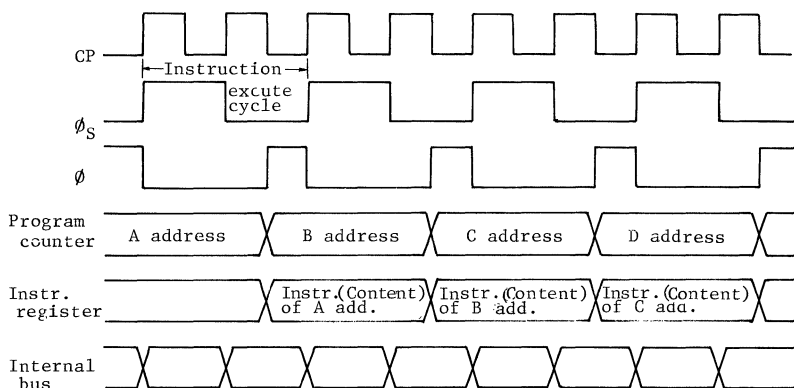 CP
Instruction
excute
cycle
ØS
Ø
Program
counter
A address
B address
C address
D address
Instr.
register
Instr.(Content)
of A add.
Instr.(Content)
of B add.
Instr.(Content)
of C add.
Internal
bus